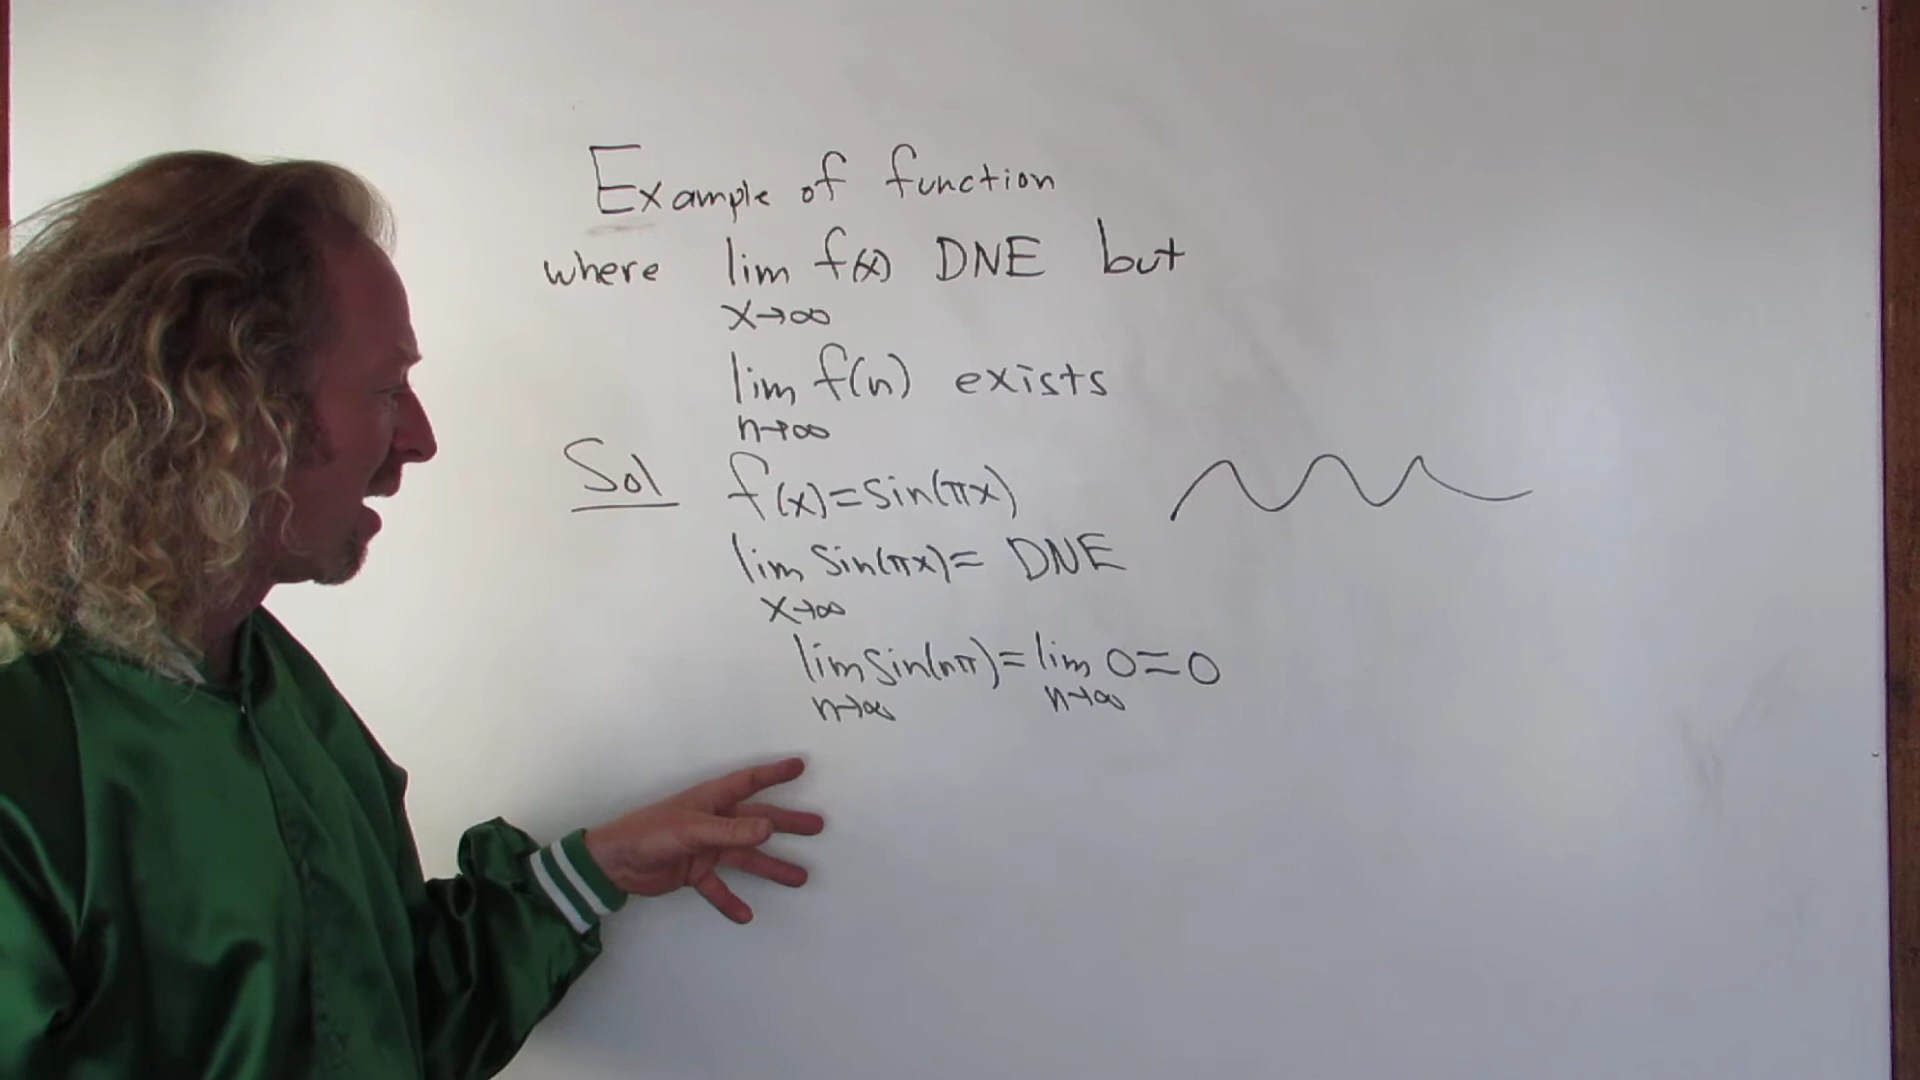 Example of function
where lim f(x) DNE but
x→∞
lim f(n) exists
n→∞
Sol f(x)=sin(πx)
lim sin(πx)= DNE
x→∞
lim sin(nπ)=lim 0=0
n→∞ n→∞